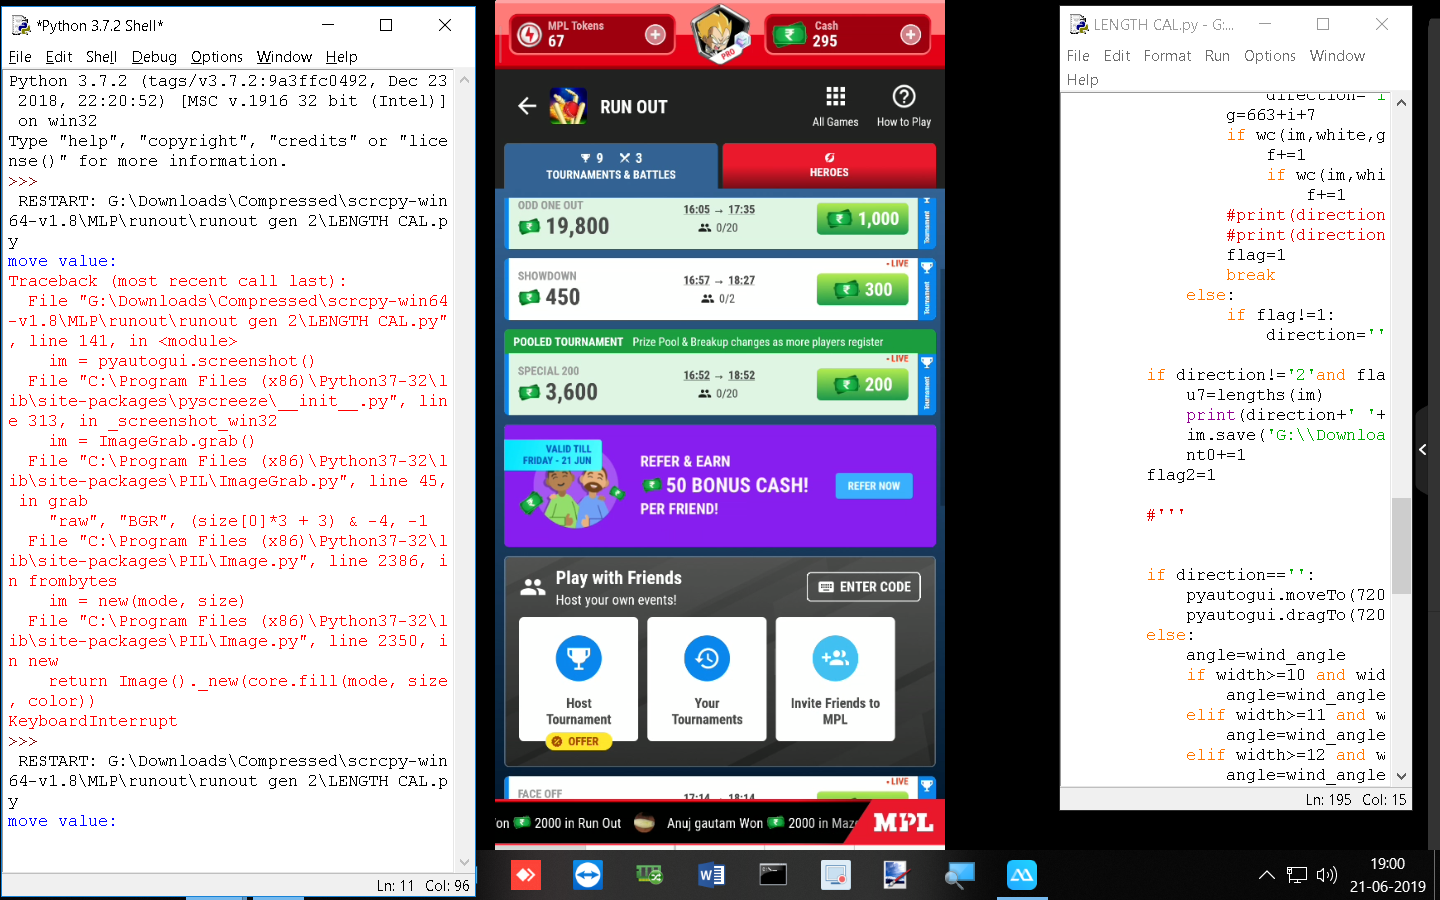 *Python 3.7.2 Shell*
File Edit Shell Debug Options Window Help
Python 3.7.2 (tags/v3.7.2:9a3ffc0492, Dec 23
2018, 22:20:52) [MSC v.1916 32 bit (Intel)]
on win32
Type "help", "copyright", "credits" or "lice
nse()" for more information.
>>>
RESTART: G:\Downloads\Compressed\scrcpy-win
64-v1.8\MLP\runout\runout gen 2\LENGTH CAL.p
y
move value:
Traceback (most recent call last):
File "G:\Downloads\Compressed\scrcpy-win64
-v1.8\MLP\runout\runout gen 2\LENGTH CAL.py"
, line 141, in <module>
im = pyautogui.screenshot()
File "C:\Program Files (x86)\Python37-32\l
ib\site-packages\pyscreeze\__init__.py", lin
e 313, in _screenshot_win32
im = ImageGrab.grab()
File "C:\Program Files (x86)\Python37-32\l
ib\site-packages\PIL\ImageGrab.py", line 45,
in grab
"raw", "BGR", (size[0]*3 + 3) & -4, -1
File "C:\Program Files (x86)\Python37-32\l
ib\site-packages\PIL\Image.py", line 2386, i
n frombytes
im = new(mode, size)
File "C:\Program Files (x86)\Python37-32\l
ib\site-packages\PIL\Image.py", line 2350, i
n new
return Image()._new(core.fill(mode, size
, color))
KeyboardInterrupt
>>>
RESTART: G:\Downloads\Compressed\scrcpy-win
64-v1.8\MLP\runout\runout gen 2\LENGTH CAL.p
y
move value:
Ln: 11 Col: 96
MPL Tokens
67
PRO
Cash
295
RUN OUT
All Games
How to Play
9 3
TOURNAMENTS & BATTLES
HEROES
ODD ONE OUT
19,800
16:05 → 17:35
0/20
1,000
Tournament
SHOWDOWN
450
16:57 → 18:27
0/2
LIVE
300
Tournament
POOLED TOURNAMENT Prize Pool & Breakup changes as more players register
SPECIAL 200
3,600
16:52 → 18:52
0/20
LIVE
200
Tournament
VALID TILL
FRIDAY - 21 JUN
REFER & EARN
50 BONUS CASH!
PER FRIEND!
REFER NOW
Play with Friends
Host your own events!
ENTER CODE
Host
Tournament
OFFER
Your
Tournaments
Invite Friends to
MPL
FACE OFF
17:14 → 18:14
LIVE
on 2000 in Run Out Anuj gautam Won 2000 in Maze
MPL
LENGTH CAL.py - G:...
File Edit Format Run Options Window
Help
direction='i
g=663+i+7
if wc(im,white,g
f+=1
if wc(im,whi
f+=1
#print(direction
#print(direction
flag=1
break
else:
if flag!=1:
direction=''
if direction!='2'and fla
u7=lengths(im)
print(direction+' '+
im.save('G:\\Downloa
nt0+=1
flag2=1
#'''
if direction=='':
pyautogui.moveTo(720
pyautogui.dragTo(720
else:
angle=wind_angle
if width>=10 and wid
angle=wind_angle
elif width>=11 and w
angle=wind_angle
elif width>=12 and w
angle=wind_angle
Ln: 195 Col: 15
19:00
21-06-2019